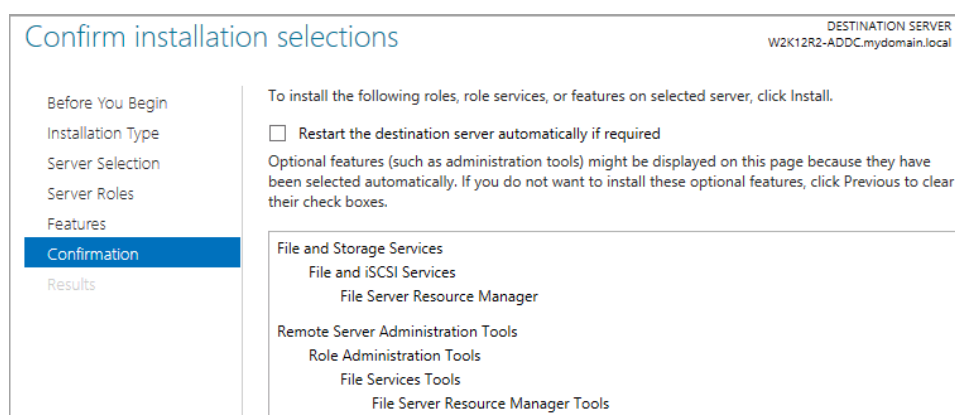 Confirm installation selections
DESTINATION SERVER
W2K12R2-ADDC.mydomain.local
Before You Begin
Installation Type
Server Selection
Server Roles
Features
Confirmation
Results
To install the following roles, role services, or features on selected server, click Install.
Restart the destination server automatically if required
Optional features (such as administration tools) might be displayed on this page because they have
been selected automatically. If you do not want to install these optional features, click Previous to clear
their check boxes.
File and Storage Services
File and iSCSI Services
File Server Resource Manager
Remote Server Administration Tools
Role Administration Tools
File Services Tools
File Server Resource Manager Tools